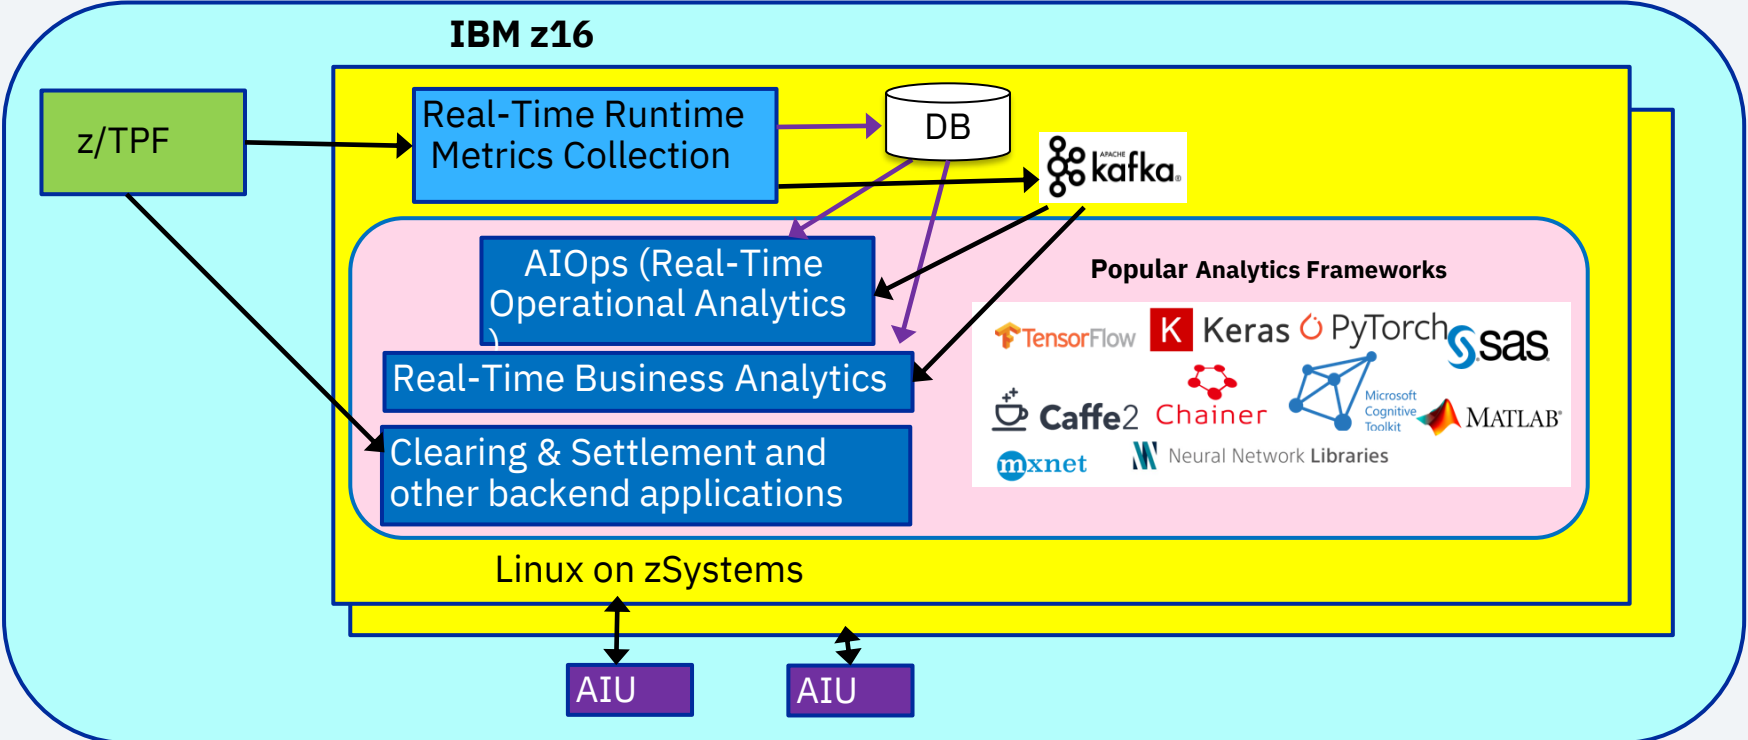 IBM z16
z/TPF
Real-Time Runtime
Metrics Collection
DB
APACHE
kafka®
AIOps (Real-Time
Operational Analytics
)
Real-Time Business Analytics
Clearing & Settlement and
other backend applications
Popular Analytics Frameworks
TensorFlow
K Keras
PyTorch
sas
Caffe2
Chainer
Microsoft
Cognitive
Toolkit
MATLAB®
mxnet
Neural Network Libraries
Linux on zSystems
AIU
AIU